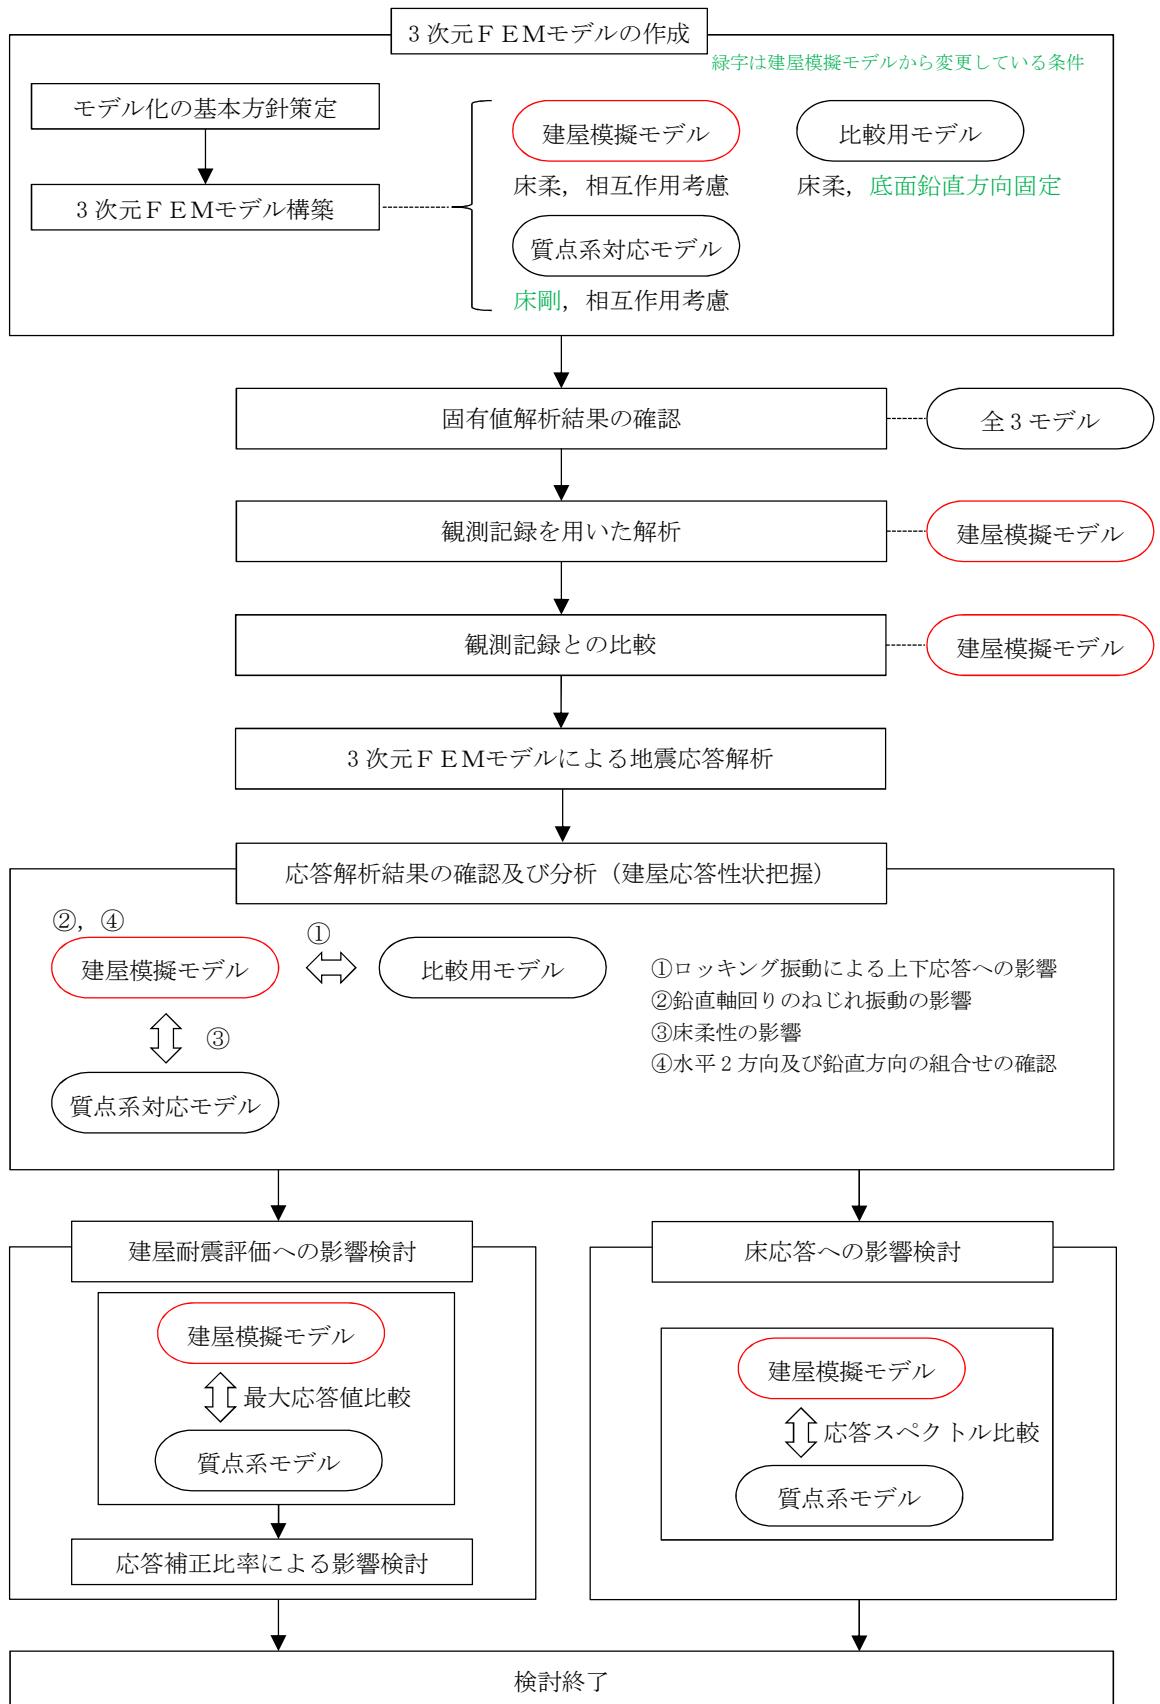 3次元FEMモデルの作成
緑字は建屋模擬モデルから変更している条件
モデル化の基本方針策定
3次元FEMモデル構築
建屋模擬モデル
床柔，相互作用考慮
比較用モデル
床柔，底面鉛直方向固定
質点系対応モデル
床剛，相互作用考慮
固有値解析結果の確認
全3モデル
観測記録を用いた解析
建屋模擬モデル
観測記録との比較
建屋模擬モデル
3次元FEMモデルによる地震応答解析
応答解析結果の確認及び分析（建屋応答性状把握）
②，④
建屋模擬モデル
①
比較用モデル
③
質点系対応モデル
①ロッキング振動による上下応答への影響
②鉛直軸回りのねじれ振動の影響
③床柔性の影響
④水平2方向及び鉛直方向の組合せの確認
建屋耐震評価への影響検討
建屋模擬モデル
最大応答値比較
質点系モデル
応答補正比率による影響検討
床応答への影響検討
建屋模擬モデル
応答スペクトル比較
質点系モデル
検討終了